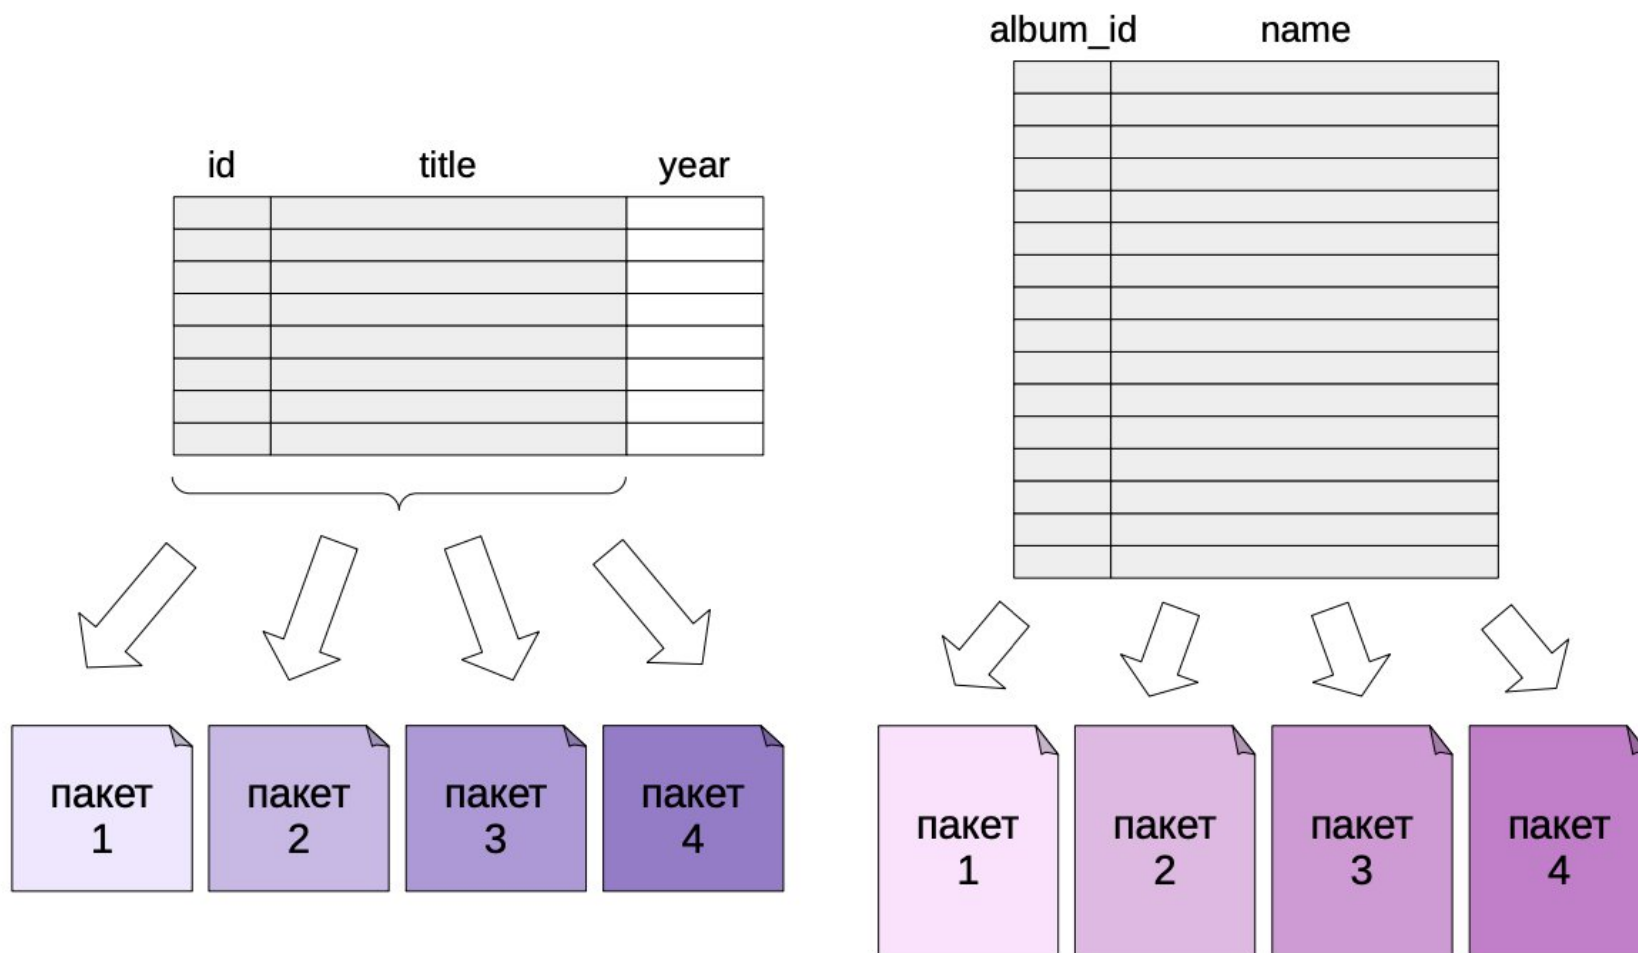 id title year
пакет
1
пакет
2
пакет
3
пакет
4
album_id name
пакет
1
пакет
2
пакет
3
пакет
4